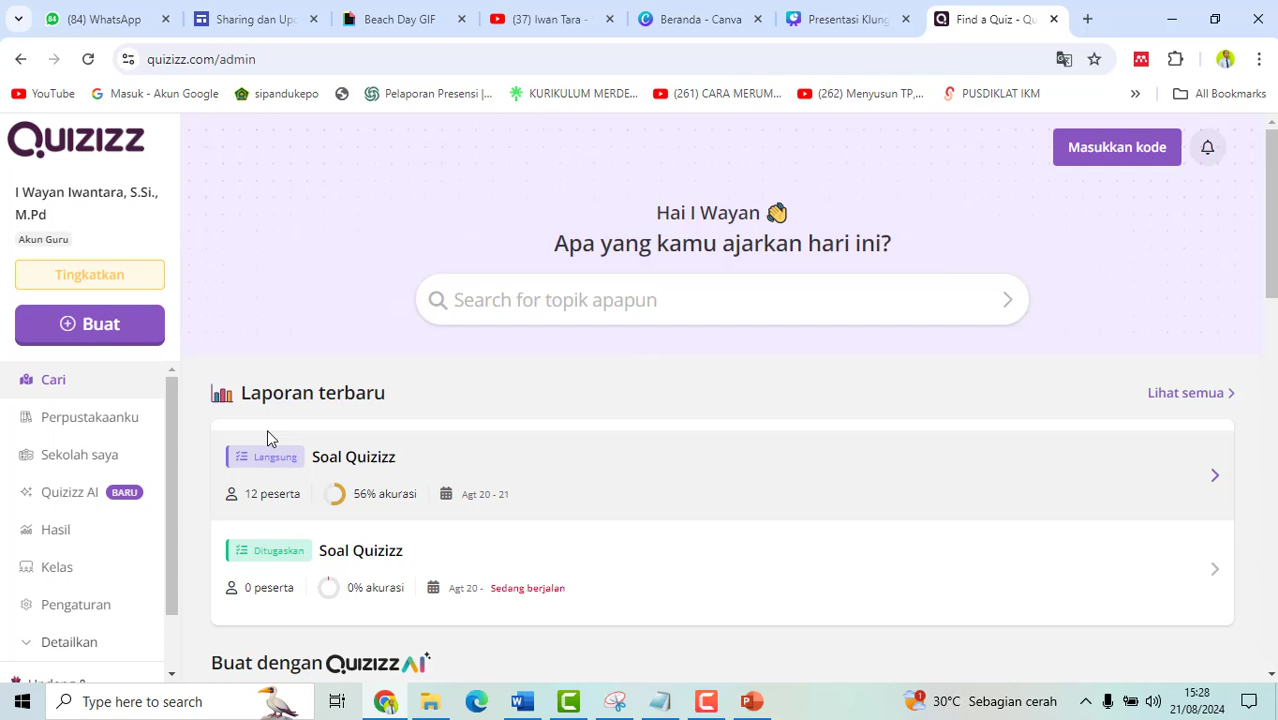 (84) WhatsApp
Sharing dan Upd
Beach Day GIF
(37) Iwan Tara -
Beranda - Canva
Presentasi Klung
Find a Quiz - Qu
quizizz.com/admin
YouTube
Masuk - Akun Google
sipandukepo
Pelaporan Presensi |...
KURIKULUM MERDE...
(261) CARA MERUM...
(262) Menyusun TP,...
PUSDIKLAT IKM
All Bookmarks
QUIZIZZ
I Wayan Iwantara, S.Si.,
M.Pd
Akun Guru
Tingkatkan
Buat
Cari
Perpustakaanku
Sekolah saya
Quizizz AI BARU
Hasil
Kelas
Pengaturan
Detailkan
Masukkan kode
Hai I Wayan
Apa yang kamu ajarkan hari ini?
Search for topik apapun
Laporan terbaru
Lihat semua
Langsung Soal Quizizz
12 peserta 56% akurasi Agt 20 - 21
Ditugaskan Soal Quizizz
0 peserta 0% akurasi Agt 20 - Sedang berjalan
Buat dengan QUIZIZZ AI
Type here to search
30°C Sebagian cerah
1
15:28
21/08/2024